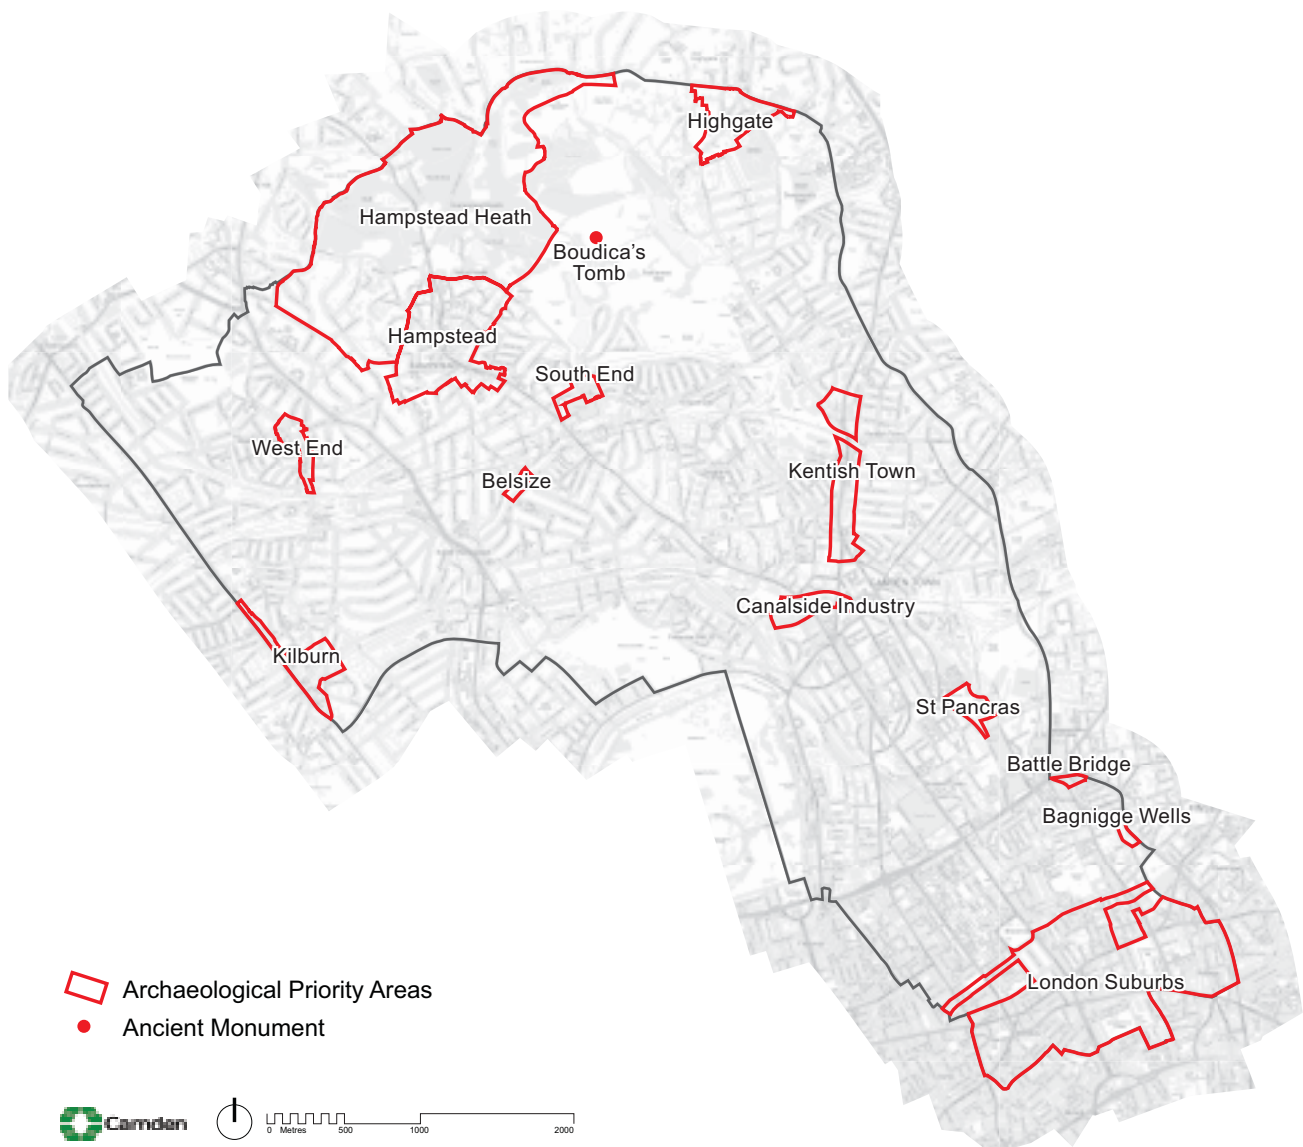 Highgate
Hampstead Heath
Boudica's
Tomb
Hampstead
South End
West End
Belsize
Kentish Town
Canalside Industry
Kilburn
St Pancras
Battle Bridge
Bagnigge Wells
London Suburbs
Archaeological Priority Areas
Ancient Monument
Camden
0 Metres 500 1000 2000